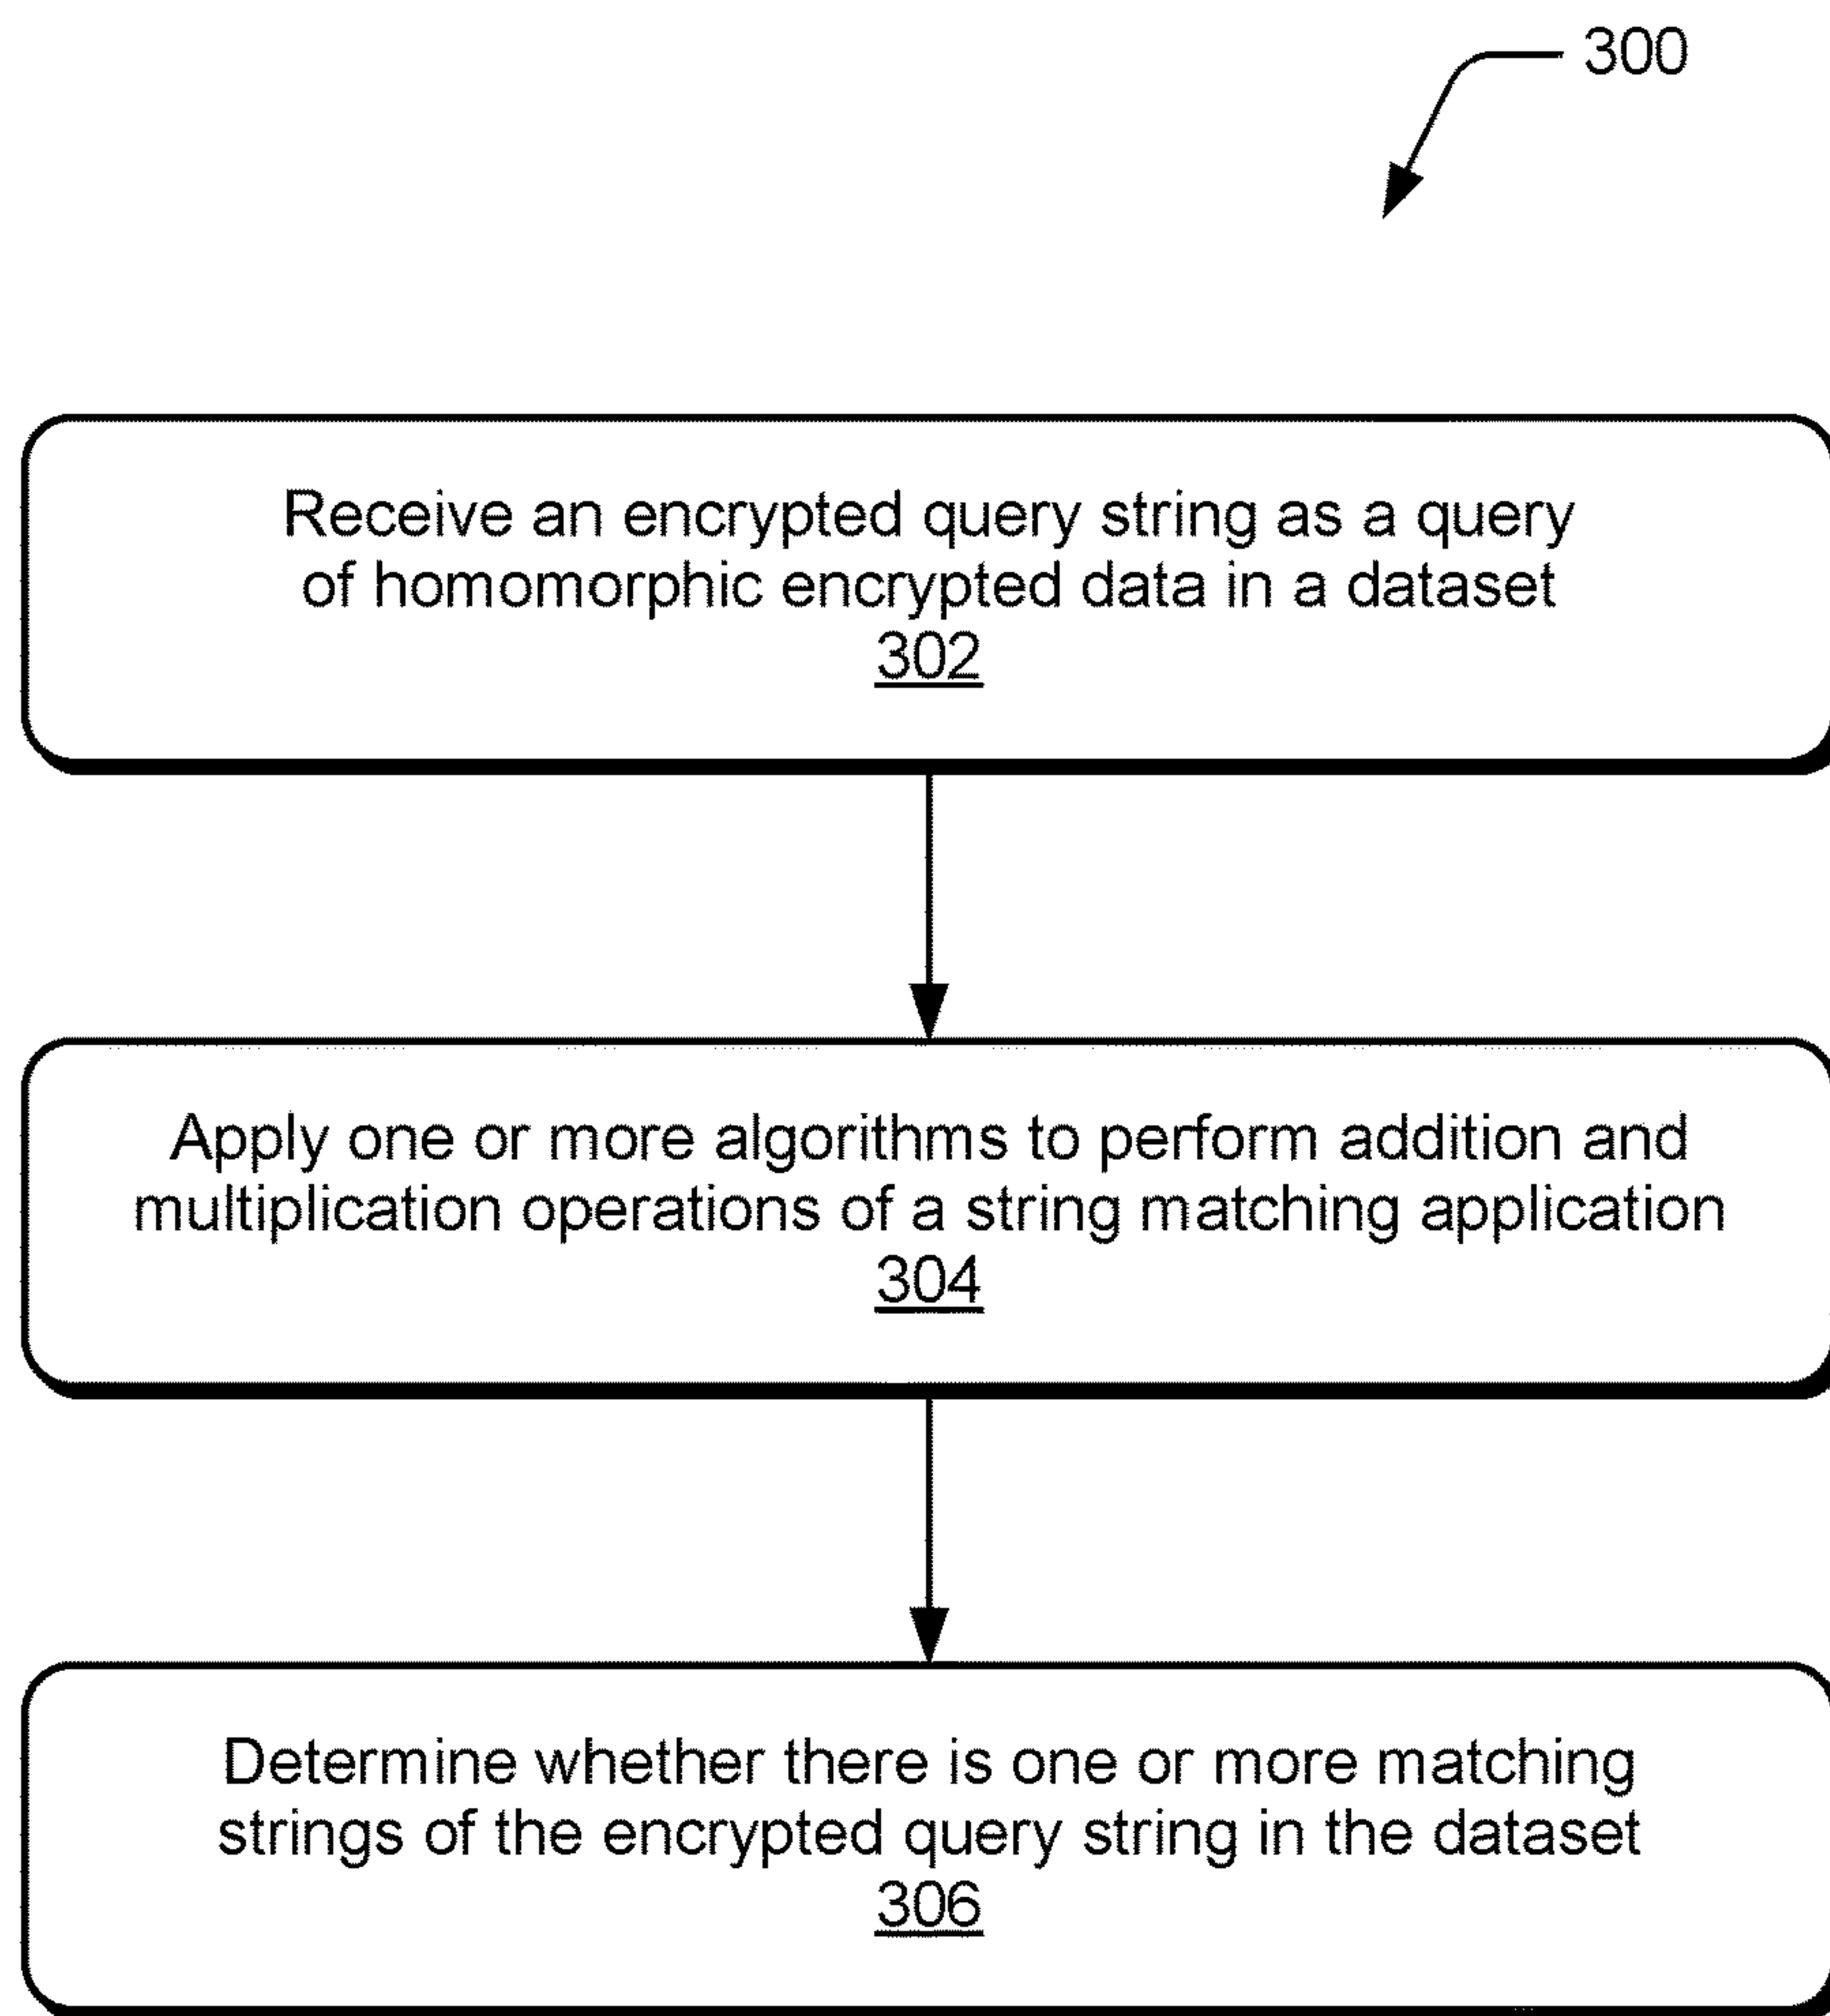 300
Receive an encrypted query string as a query
of homomorphic encrypted data in a dataset
302
Apply one or more algorithms to perform addition and
multiplication operations of a string matching application
304
Determine whether there is one or more matching
strings of the encrypted query string in the dataset
306